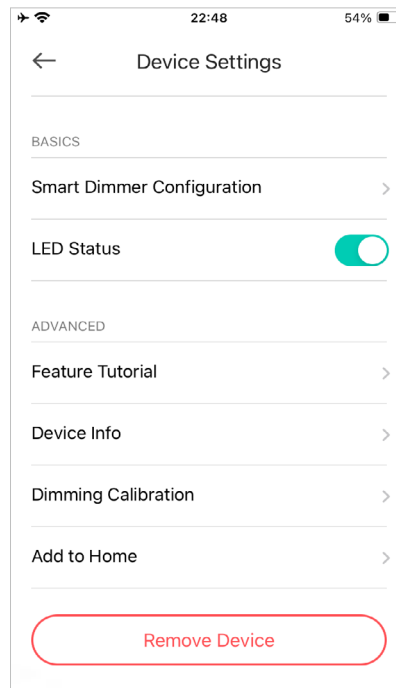 22:48 54%
Device Settings
BASICS
Smart Dimmer Configuration
LED Status
ADVANCED
Feature Tutorial
Device Info
Dimming Calibration
Add to Home
Remove Device